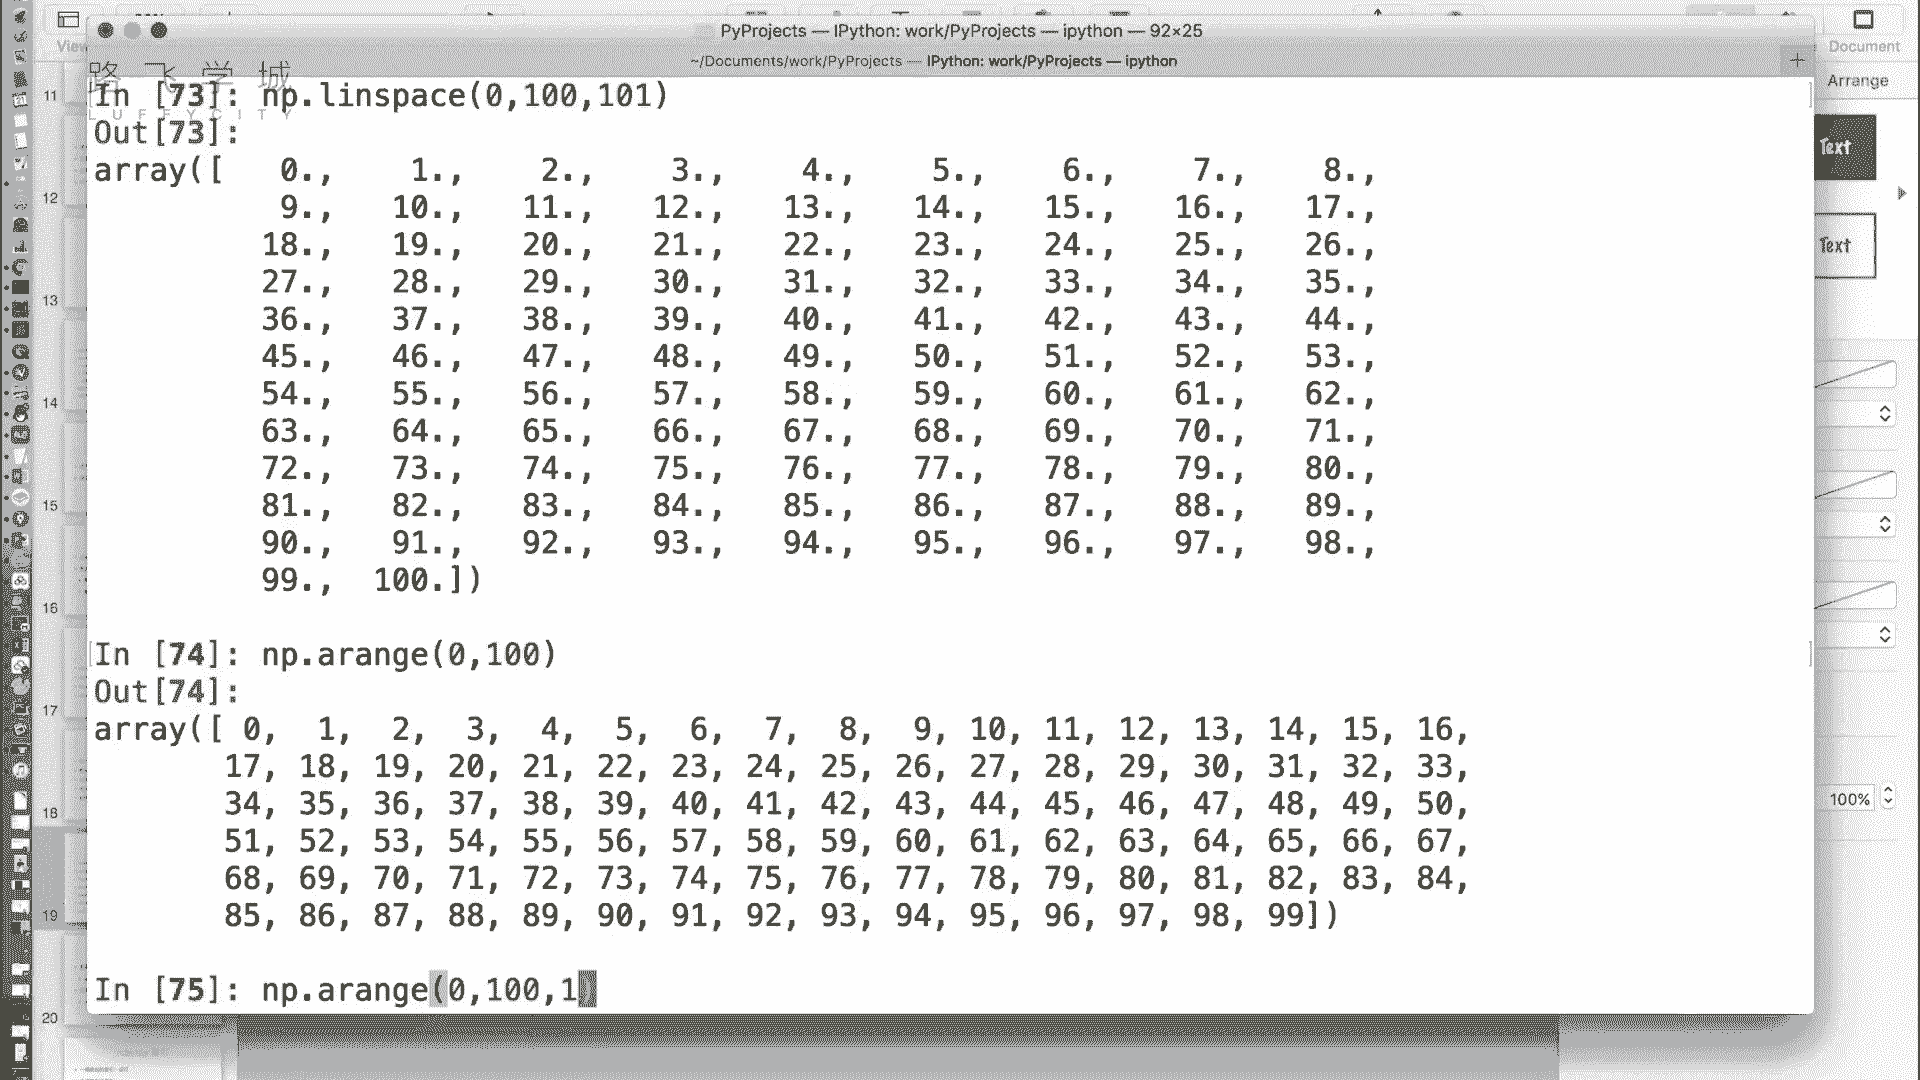 PyProjects — IPython: work/PyProjects — ipython — 92×25
View
Document
~/Documents/work/PyProjects — IPython: work/PyProjects — ipython
+
Arrange
路飞学城
LUFFYCITY
In [73]: np.linspace(0,100,101)
Out[73]:
array([   0.,    1.,    2.,    3.,    4.,    5.,    6.,    7.,    8.,
          9.,   10.,   11.,   12.,   13.,   14.,   15.,   16.,   17.,
         18.,   19.,   20.,   21.,   22.,   23.,   24.,   25.,   26.,
         27.,   28.,   29.,   30.,   31.,   32.,   33.,   34.,   35.,
         36.,   37.,   38.,   39.,   40.,   41.,   42.,   43.,   44.,
         45.,   46.,   47.,   48.,   49.,   50.,   51.,   52.,   53.,
         54.,   55.,   56.,   57.,   58.,   59.,   60.,   61.,   62.,
         63.,   64.,   65.,   66.,   67.,   68.,   69.,   70.,   71.,
         72.,   73.,   74.,   75.,   76.,   77.,   78.,   79.,   80.,
         81.,   82.,   83.,   84.,   85.,   86.,   87.,   88.,   89.,
         90.,   91.,   92.,   93.,   94.,   95.,   96.,   97.,   98.,
         99.,  100.])
In [74]: np.arange(0,100)
Out[74]:
array([ 0,  1,  2,  3,  4,  5,  6,  7,  8,  9, 10, 11, 12, 13, 14, 15, 16,
       17, 18, 19, 20, 21, 22, 23, 24, 25, 26, 27, 28, 29, 30, 31, 32, 33,
       34, 35, 36, 37, 38, 39, 40, 41, 42, 43, 44, 45, 46, 47, 48, 49, 50,
       51, 52, 53, 54, 55, 56, 57, 58, 59, 60, 61, 62, 63, 64, 65, 66, 67,
       68, 69, 70, 71, 72, 73, 74, 75, 76, 77, 78, 79, 80, 81, 82, 83, 84,
       85, 86, 87, 88, 89, 90, 91, 92, 93, 94, 95, 96, 97, 98, 99])
In [75]: np.arange(0,100,1)
11
12
13
14
15
16
17
18
19
20
Text
Text
100%